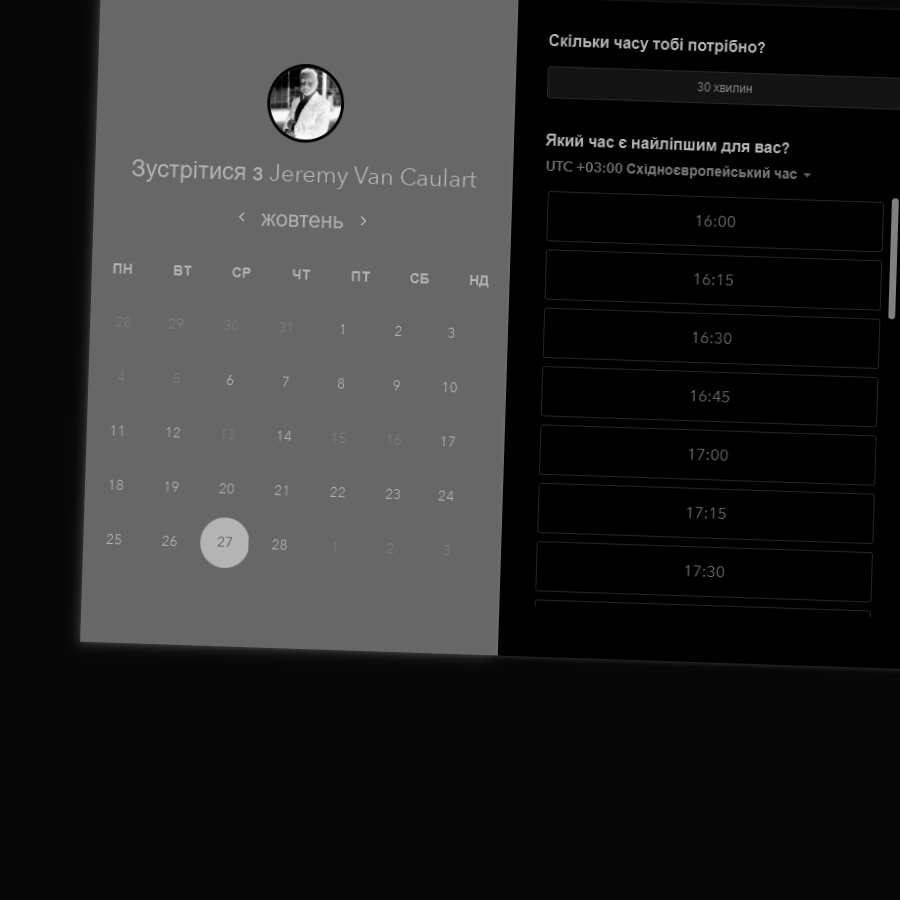 Зустрітися з Jeremy Van Caulart
жовтень
ПН ВТ СР ЧТ ПТ СБ НД
28 29 30 31 1 2 3
4 5 6 7 8 9 10
11 12 13 14 15 16 17
18 19 20 21 22 23 24
25 26 27 28 1 2 3
Скільки часу тобі потрібно?
30 хвилин
Який час є найліпшим для вас?
UTC +03:00 Східноєвропейський час
16:00
16:15
16:30
16:45
17:00
17:15
17:30